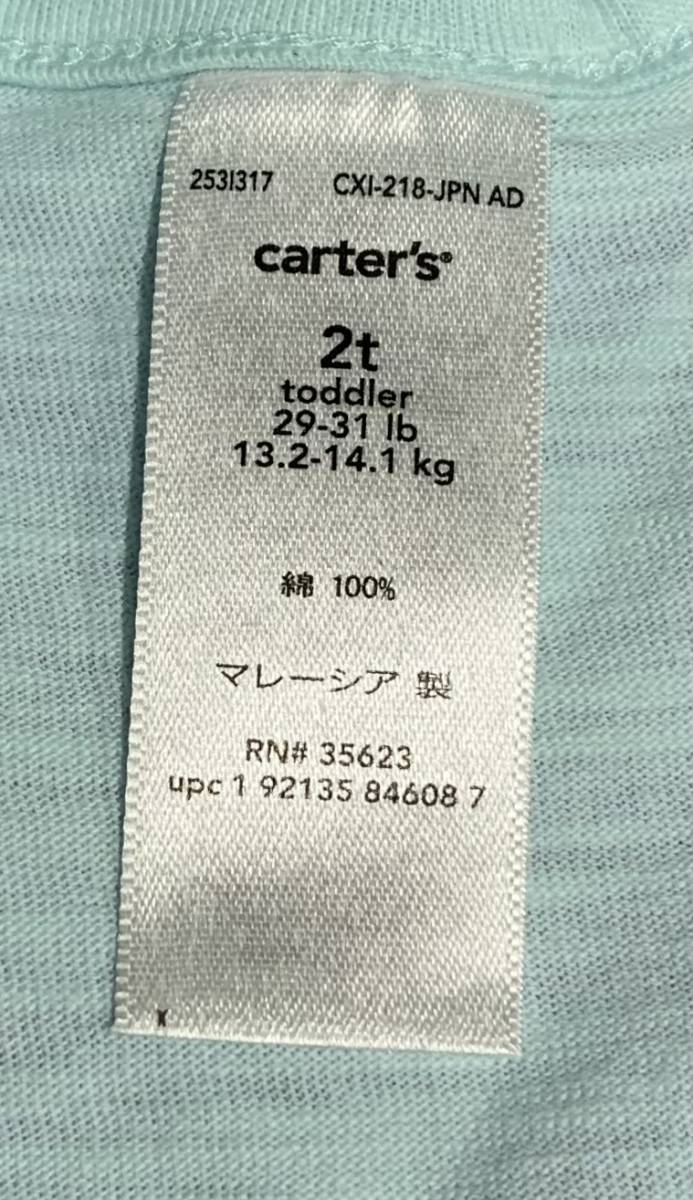 253I317 CXI-218-JPN AD
carter's®
2t
toddler
29-31 lb
13.2-14.1 kg
綿 100%
マレーシア 製
RN# 35623
upc 1 92135 84608 7
K